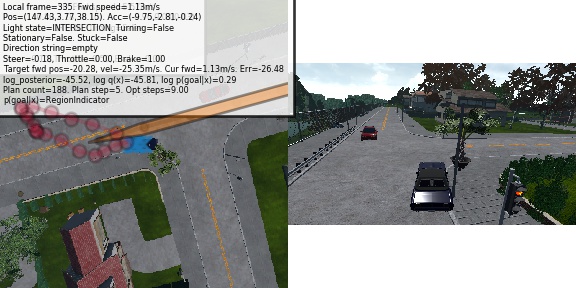 Local frame=335. Fwd speed=1.13m/s
Pos=(147.43,3.77,38.15). Acc=(-9.75,-2.81,-0.24)
Light state=INTERSECTION. Turning=False
Stationary=False. Stuck=False
Direction string=empty
Steer=-0.18, Throttle=0.00, Brake=1.00
Target fwd pos=-20.28, vel=-25.35m/s. Cur fwd=1.13m/s. Err=-26.48
log_posterior=-45.52, log q(x)=-45.81, log p(goal|x)=0.29
Plan count=188. Plan step=5. Opt steps=9.00
p(goal|x)=RegionIndicator